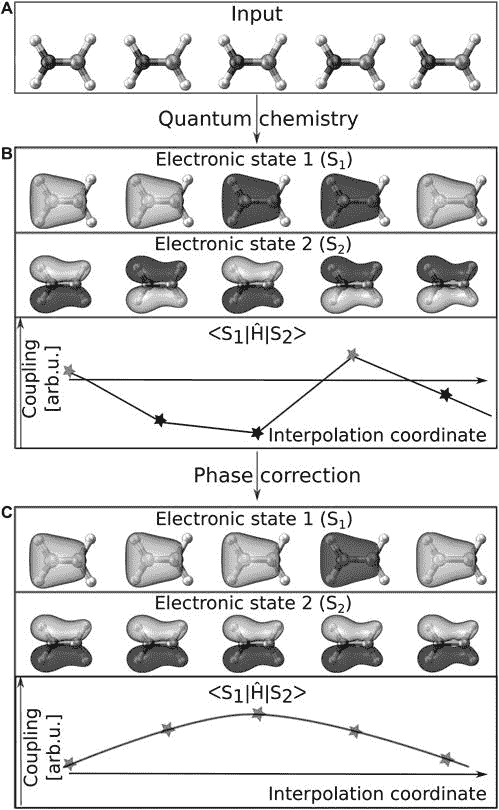 A
Input
Quantum chemistry
B
Electronic state 1 (S₁)
Electronic state 2 (S₂)
<S₁|Ĥ|S₂>
Coupling
[arb.u.]
Interpolation coordinate
Phase correction
C
Electronic state 1 (S₁)
Electronic state 2 (S₂)
<S₁|Ĥ|S₂>
Coupling
[arb.u.]
Interpolation coordinate